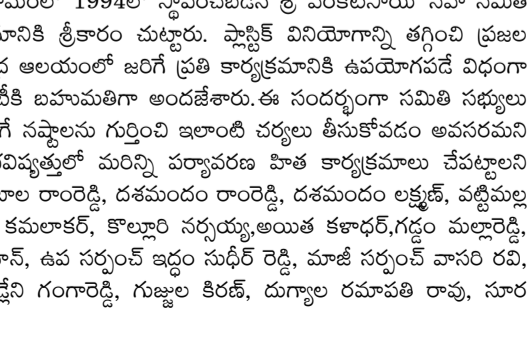 1994లో స్థాపించబడిన శ్రీ వెంకటసాయి సేవా సమితి
శ్రీకారం చుట్టారు. ప్లాస్టిక్ వినియోగాన్ని తగ్గించి ప్రజల
ఆలయంలో జరిగే ప్రతి కార్యక్రమానికి ఉపయోగపడే విధంగా
బహుమతిగా అందజేశారు.ఈ సందర్భంగా సమితి సభ్యులు
నష్టాలను గుర్తించి ఇలాంటి చర్యలు తీసుకోవడం అవసరమని
మరిన్ని పర్యావరణ హిత కార్యక్రమాలు చేపట్టాలని
రాంరెడ్డి, దశమందం రాంరెడ్డి, దశమందం లక్ష్మణ్, వట్టిమల్ల
కమలాకర్, కొల్లూరి నర్సయ్య,అయిత కళాధర్,గడ్డం మల్లారెడ్డి,
ఉప సర్పంచ్ ఇద్దం సుధీర్ రెడ్డి, మాజీ సర్పంచ్ వాసరి రవి,
గంగారెడ్డి, గుజ్జుల కిరణ్, దుగ్యాల రమాపతి రావు, సూర